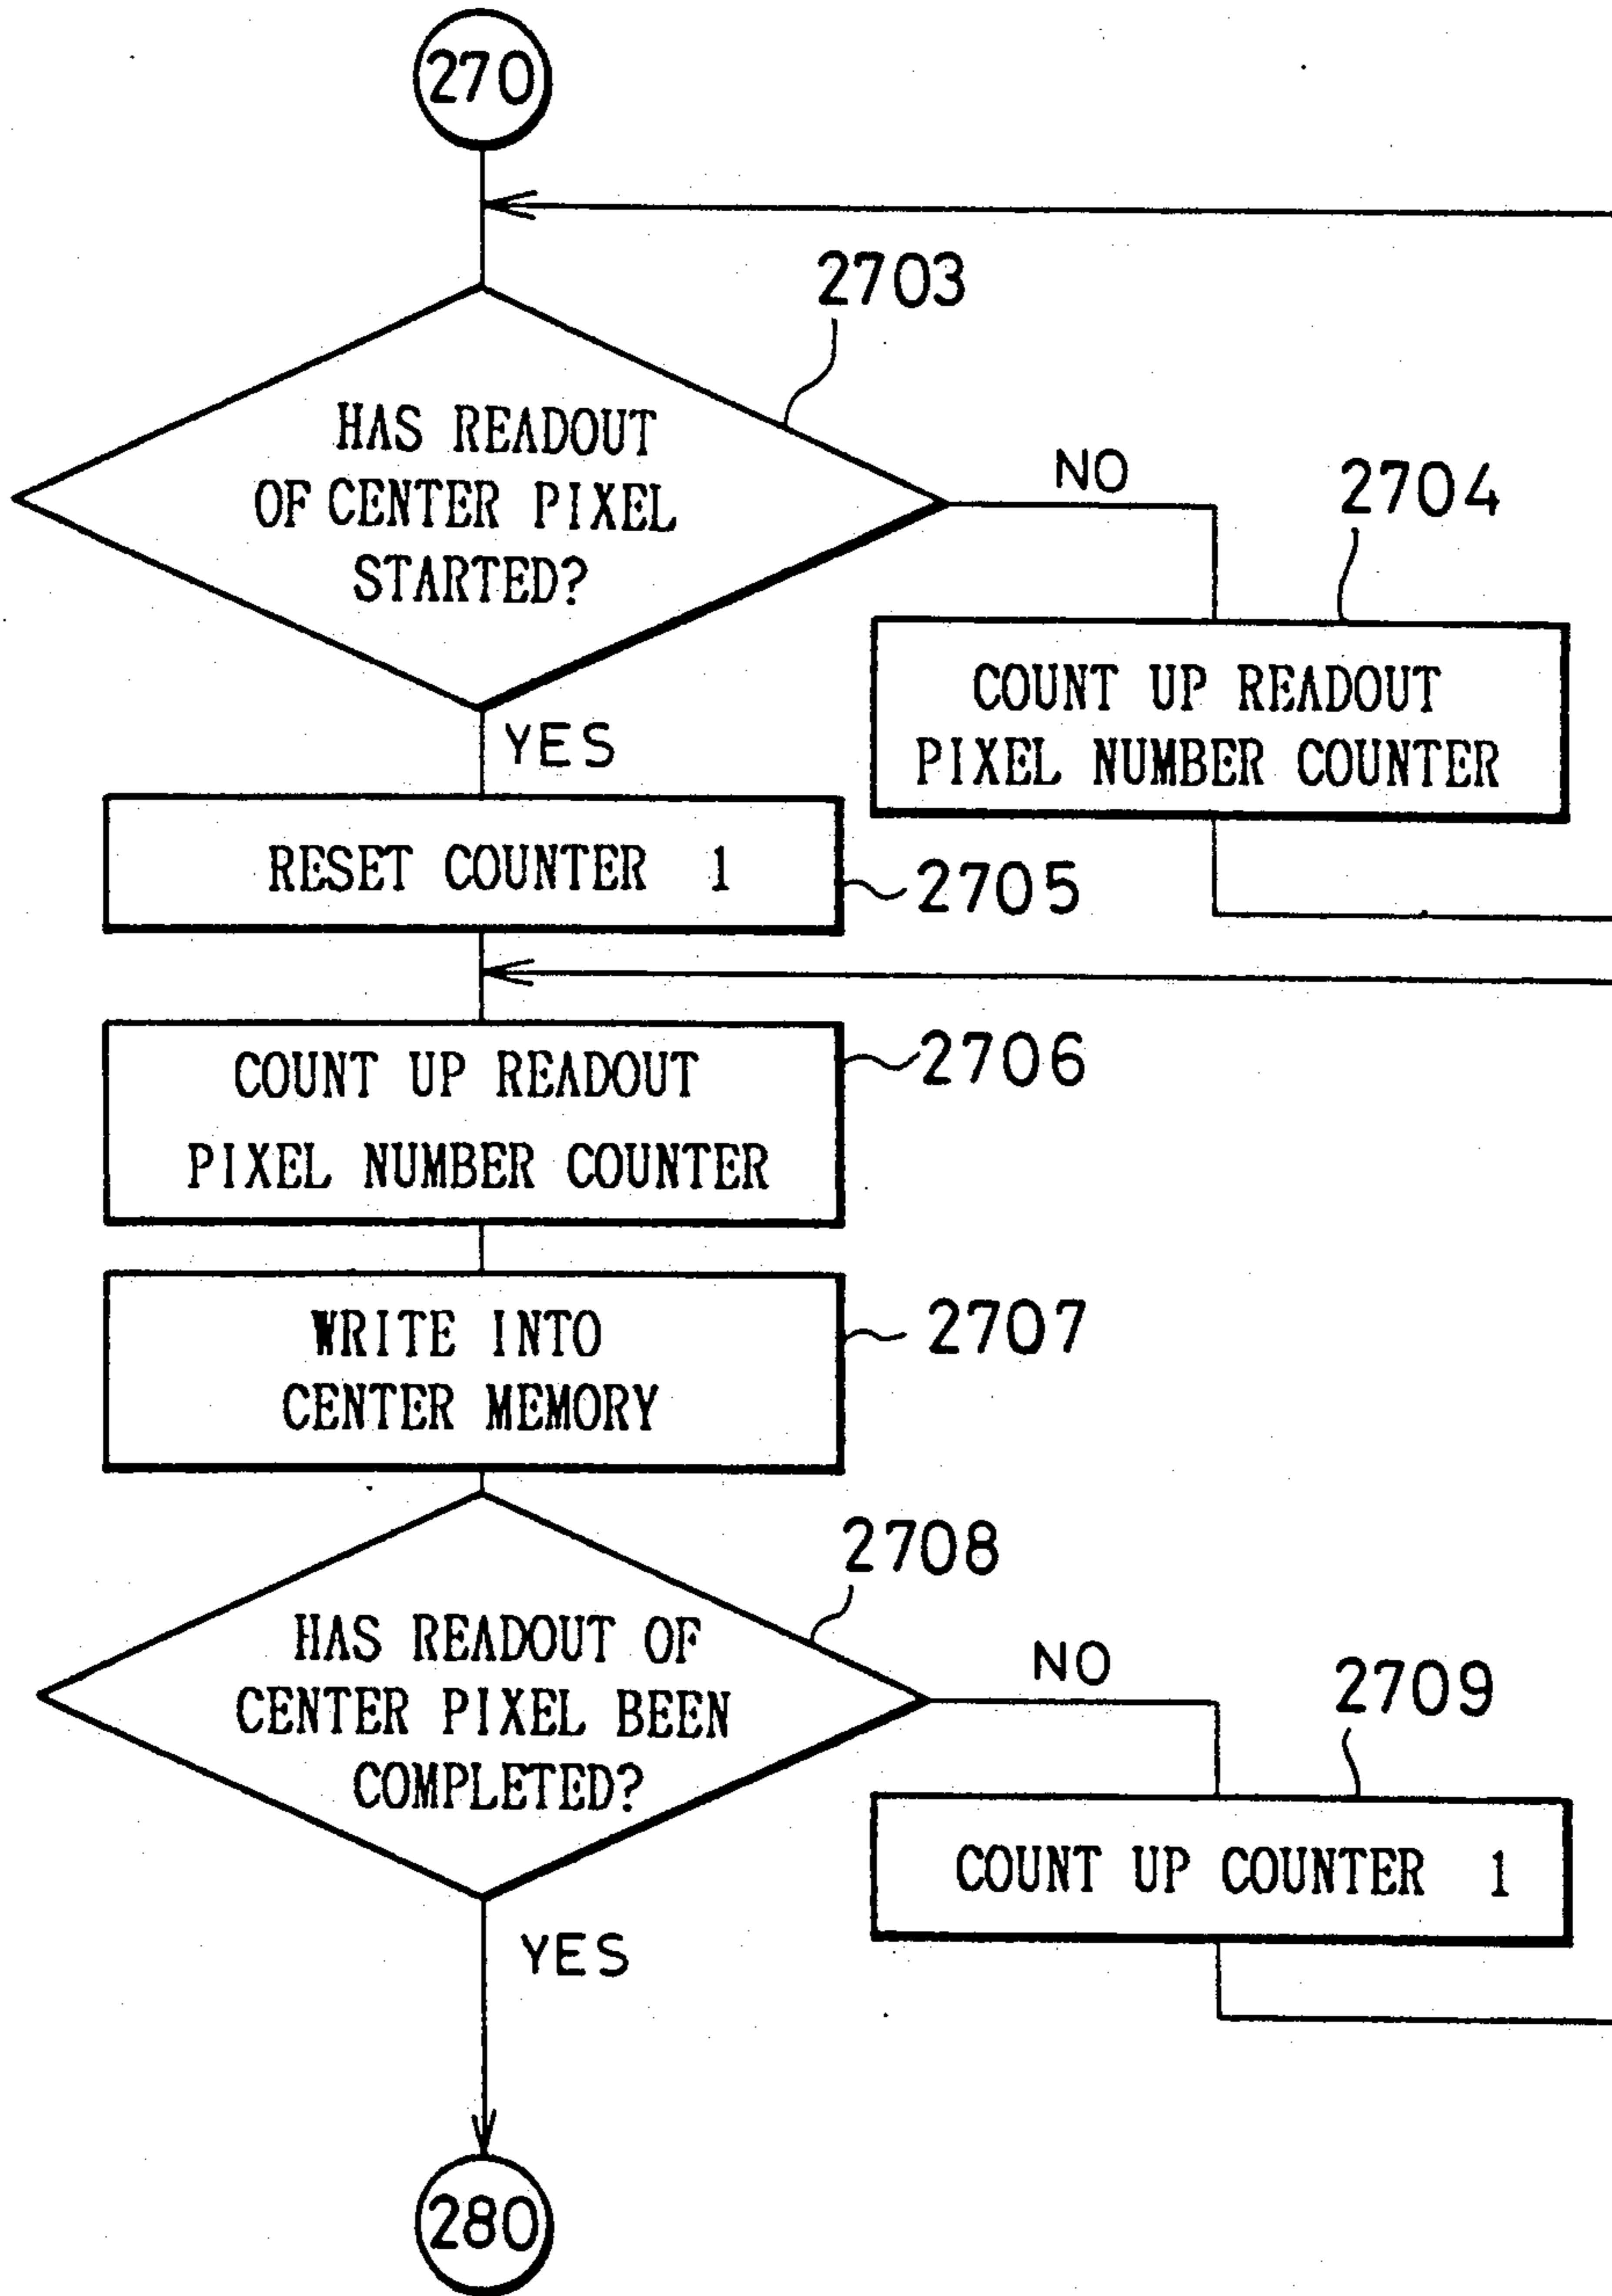 270
2703
HAS READOUT
OF CENTER PIXEL
STARTED?
NO
2704
COUNT UP READOUT
PIXEL NUMBER COUNTER
YES
RESET COUNTER 1
2705
COUNT UP READOUT
PIXEL NUMBER COUNTER
2706
WRITE INTO
CENTER MEMORY
2707
2708
HAS READOUT OF
CENTER PIXEL BEEN
COMPLETED?
NO
2709
COUNT UP COUNTER 1
YES
280